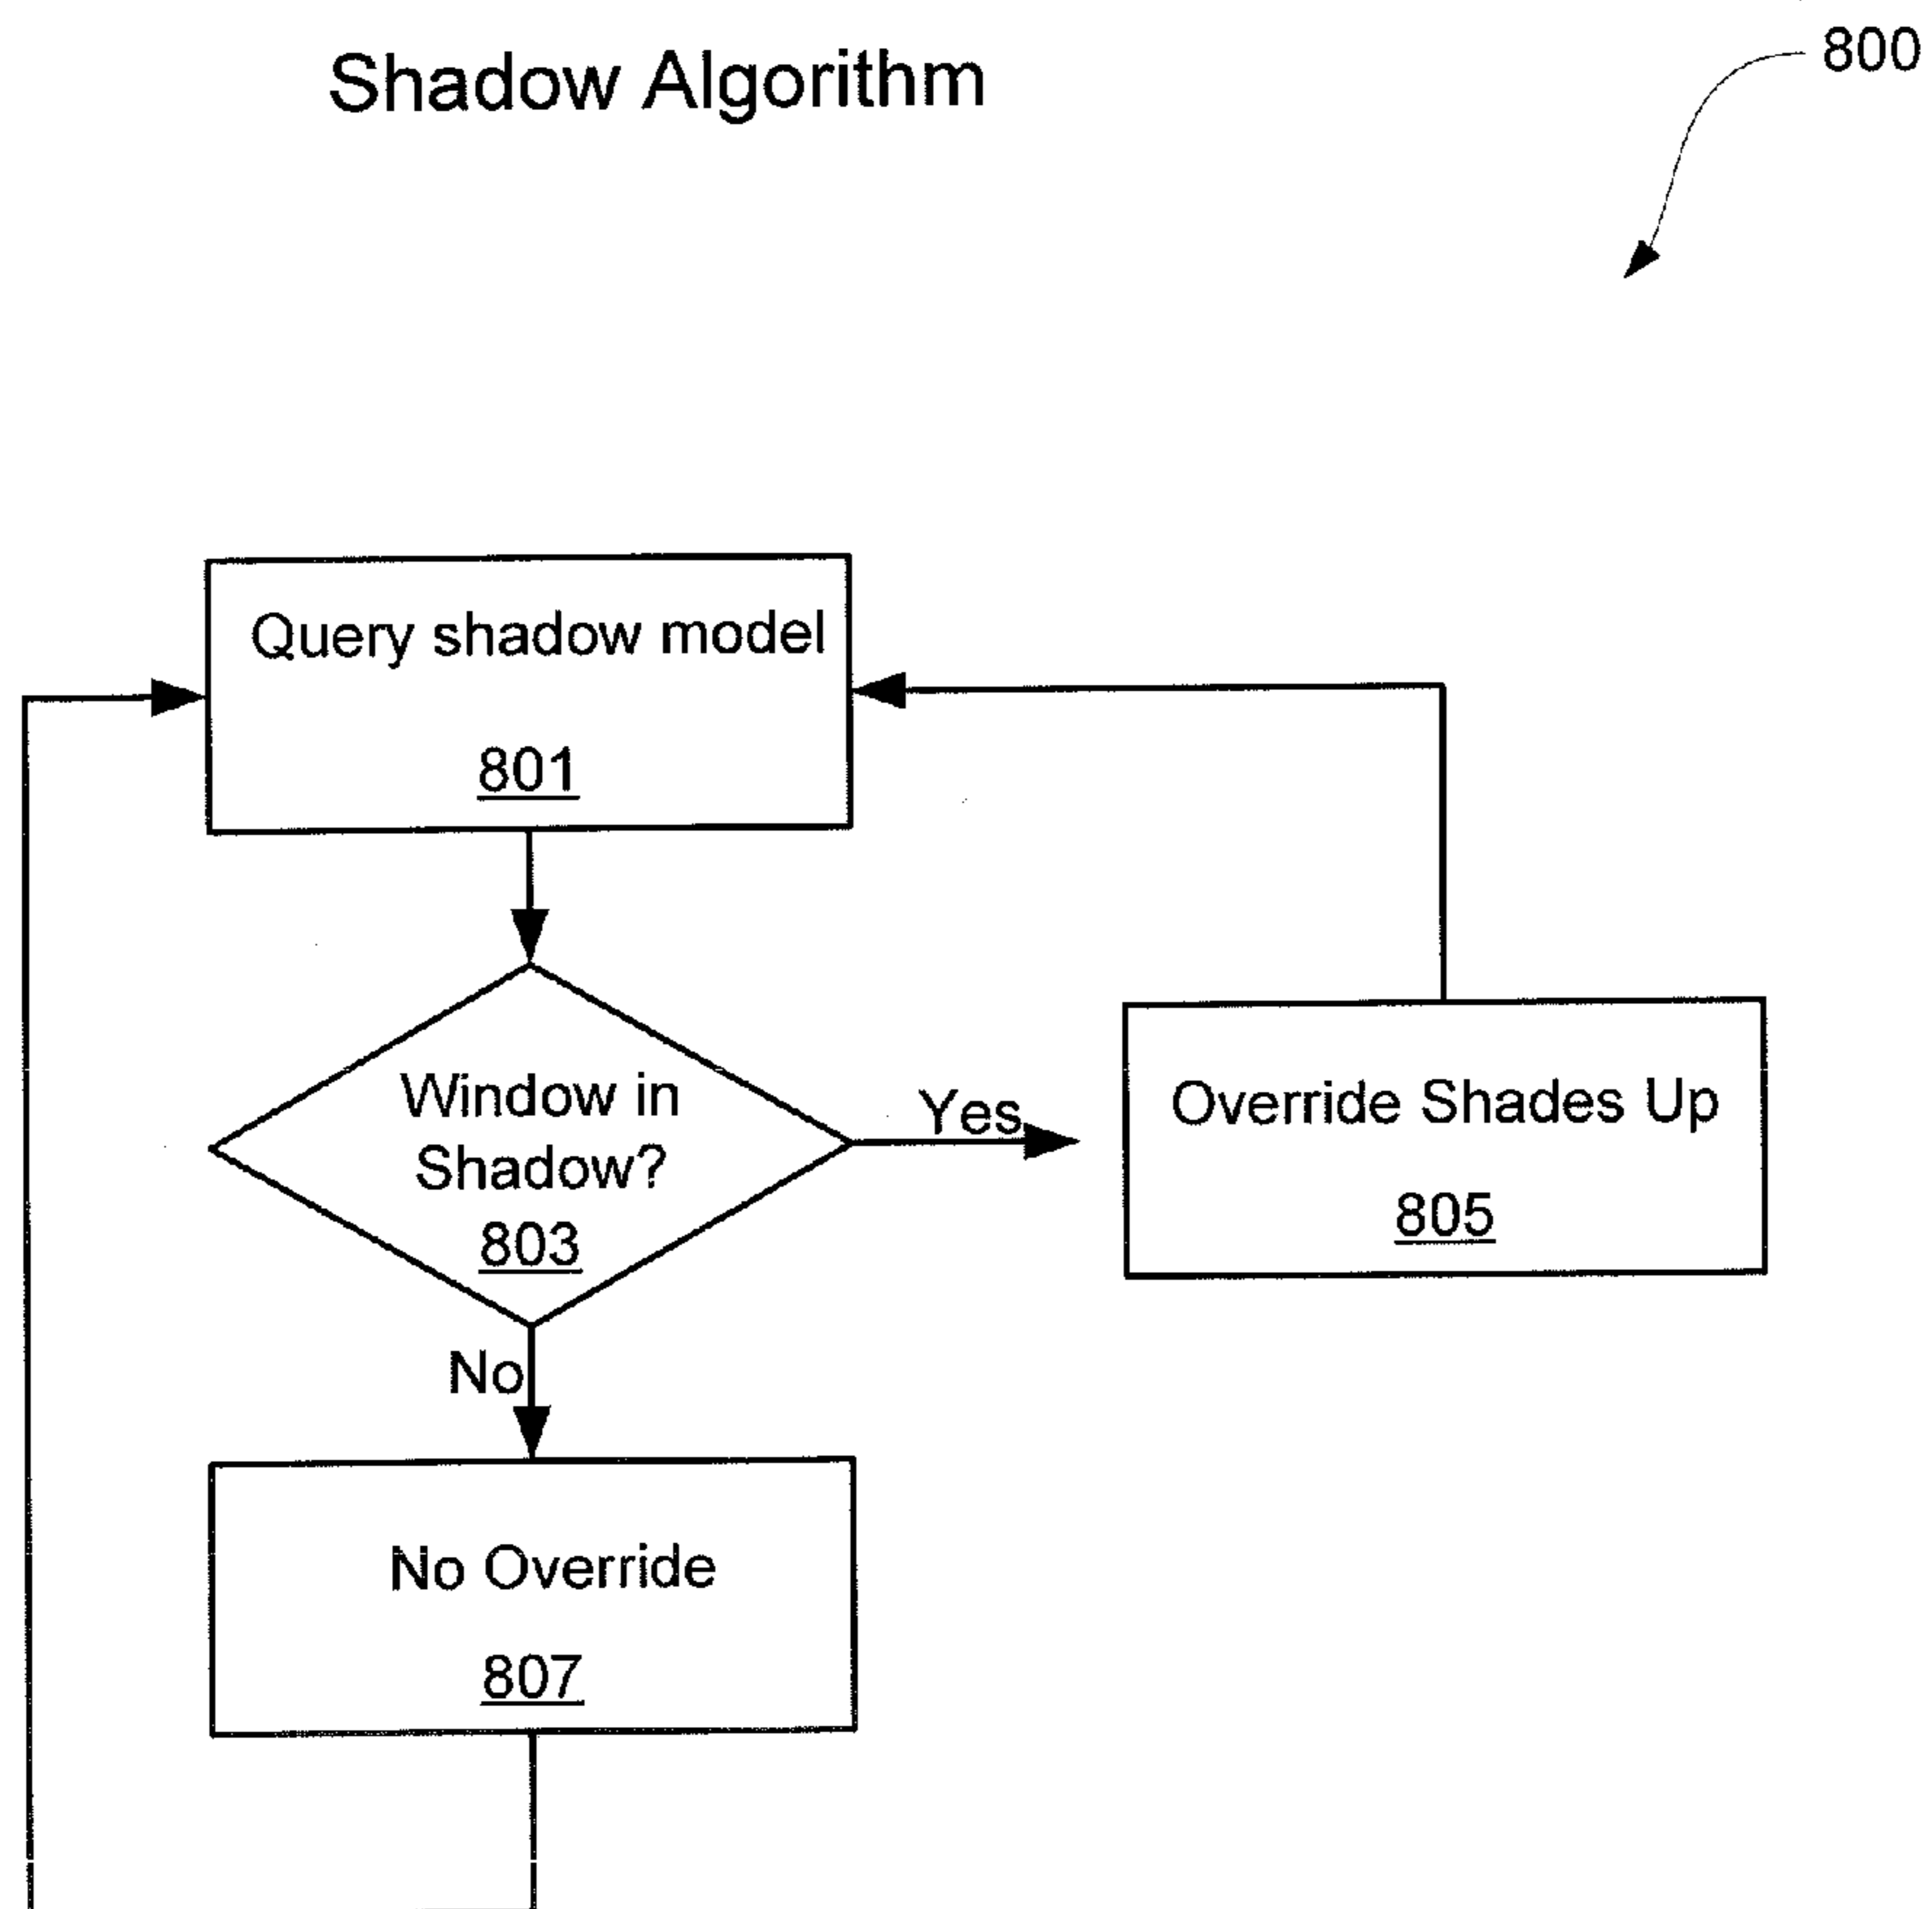 Shadow Algorithm
800
Query shadow model
801
Window in
Shadow?
803
Yes
Override Shades Up
805
No
No Override
807